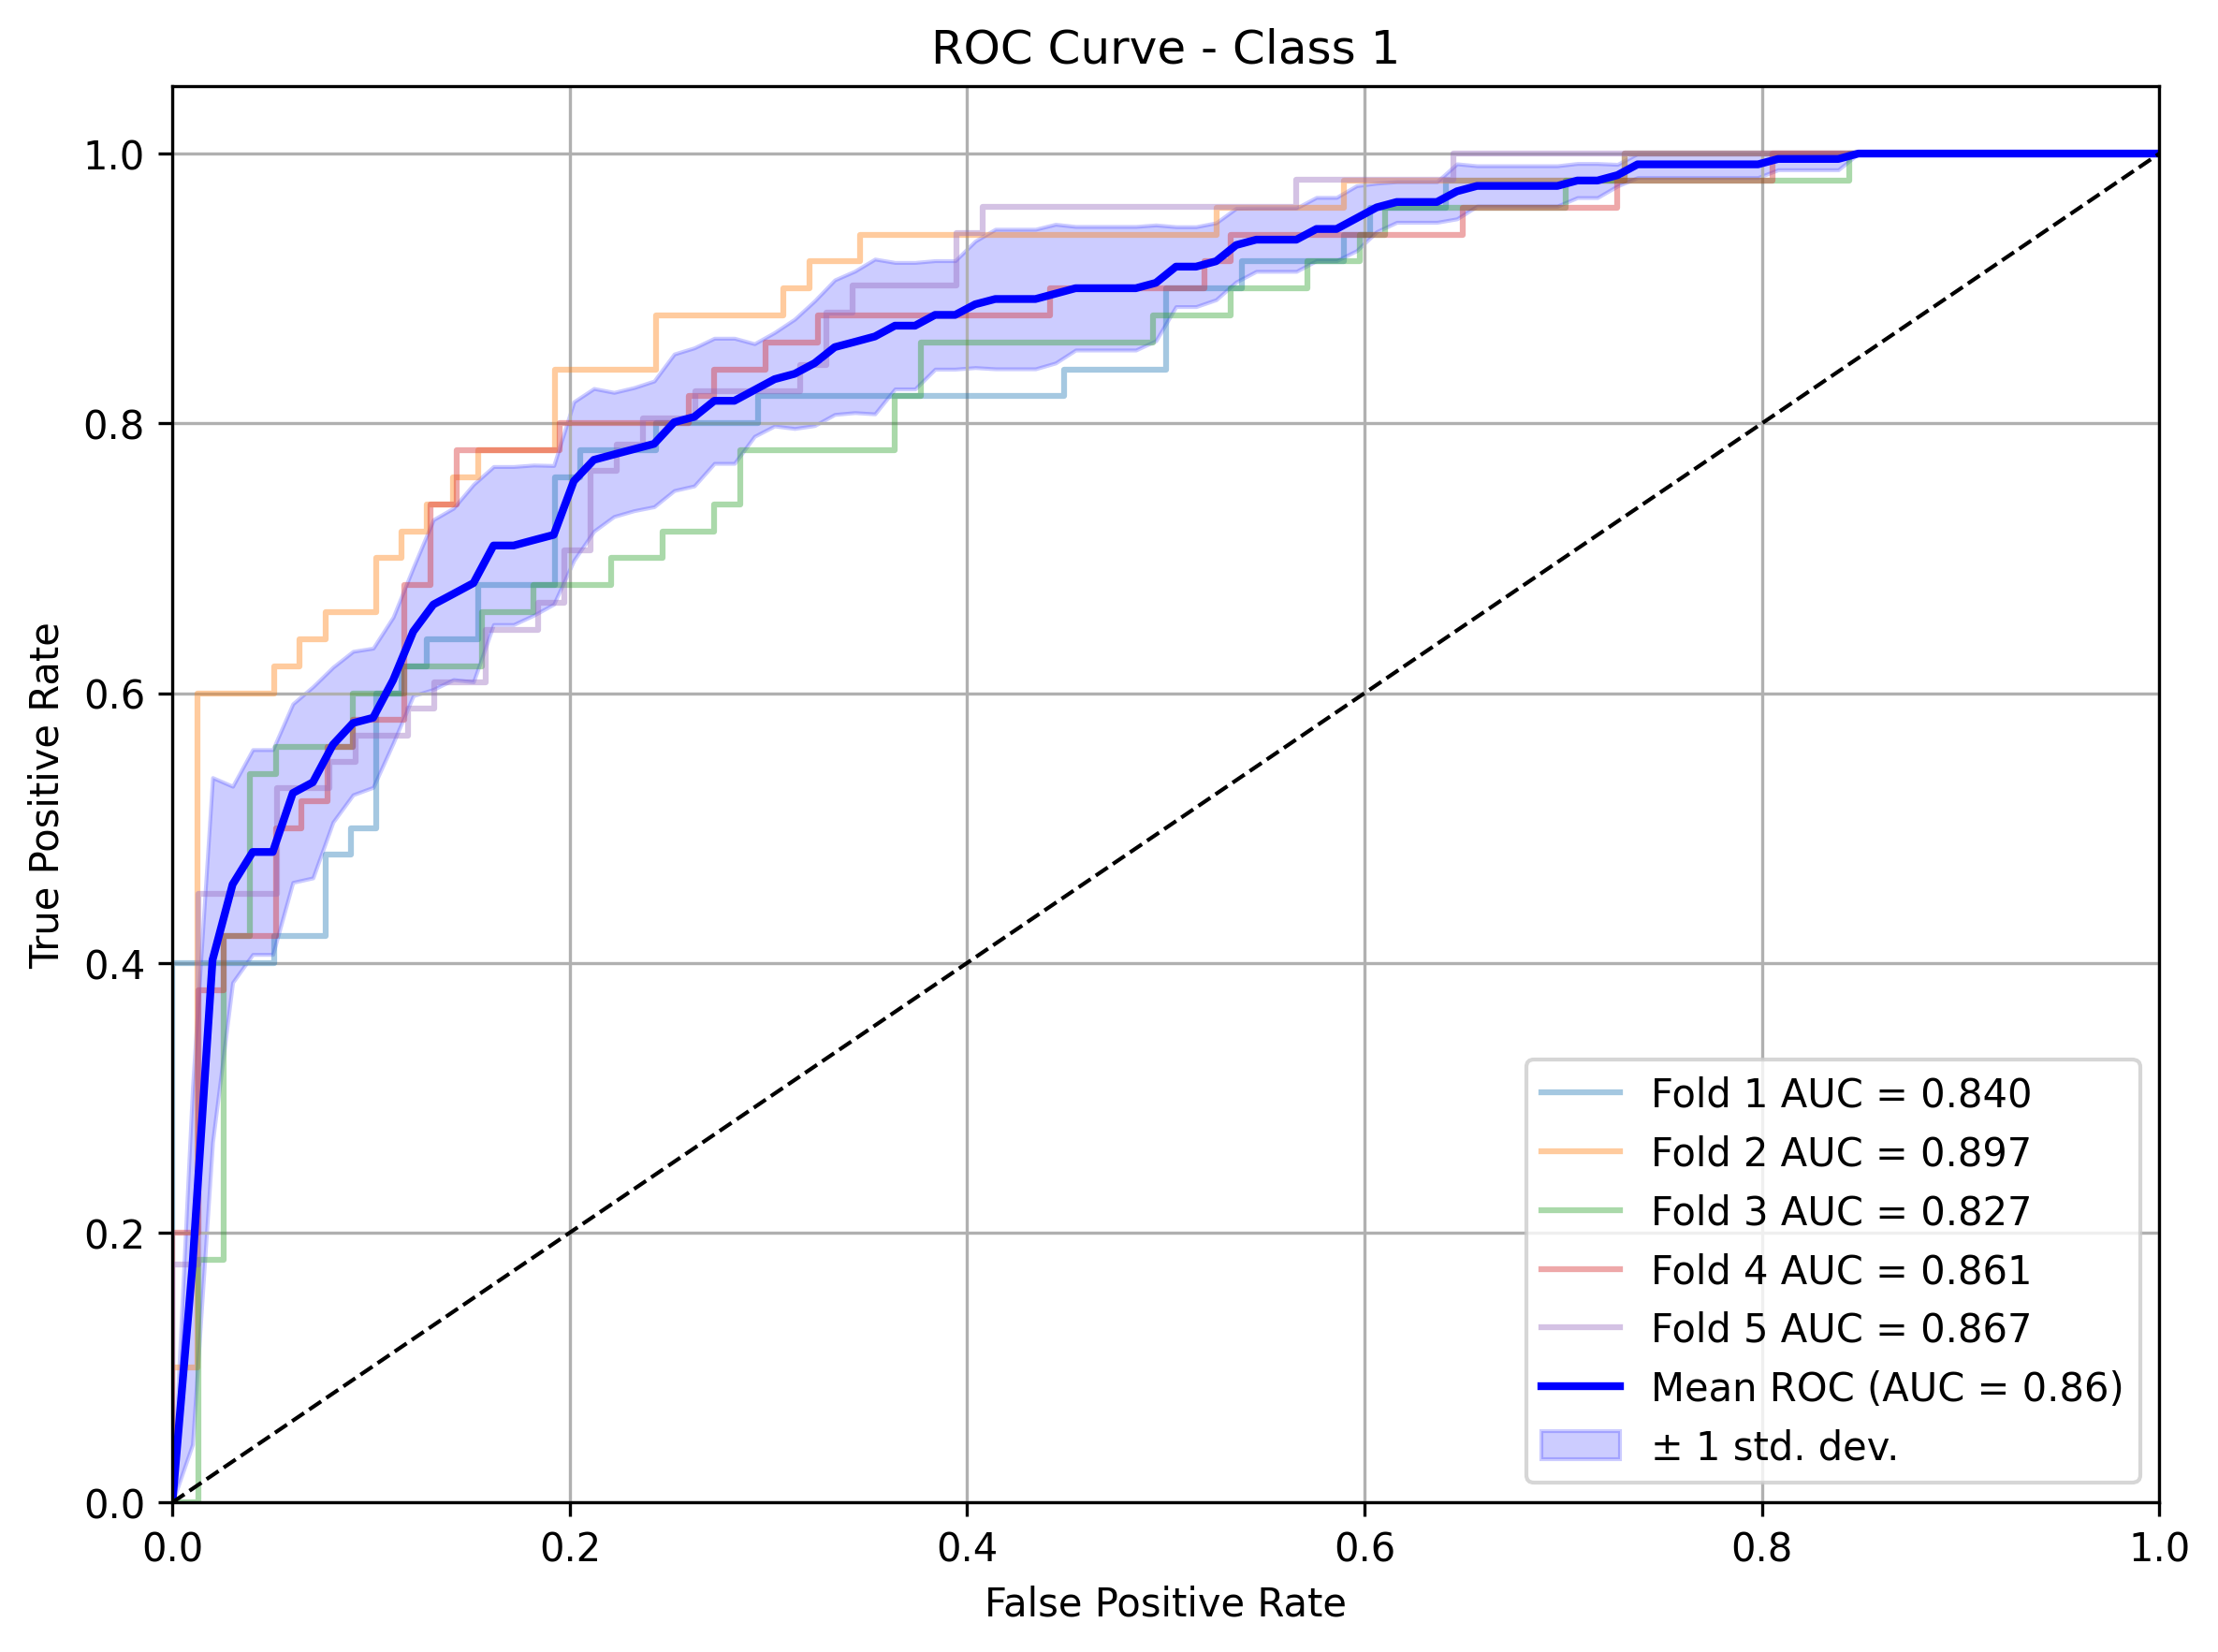 ROC Curve - Class 1
True Positive Rate
1.0
0.8
0.6
0.4
0.2
0.0
0.0 0.2 0.4 0.6 0.8 1.0
False Positive Rate
Fold 1 AUC = 0.840
Fold 2 AUC = 0.897
Fold 3 AUC = 0.827
Fold 4 AUC = 0.861
Fold 5 AUC = 0.867
Mean ROC (AUC = 0.86)
± 1 std. dev.